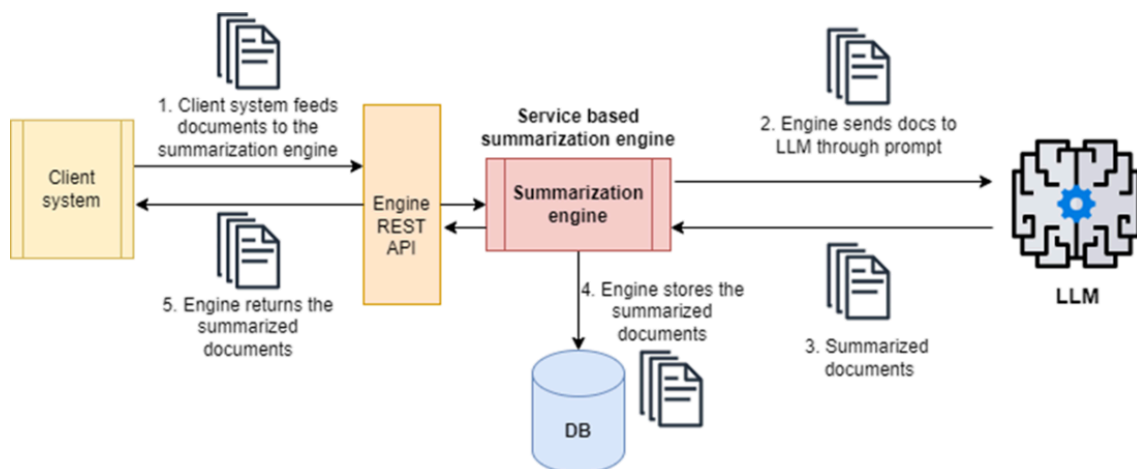 1. Client system feeds
documents to the
summarization engine
Service based
summarization engine
2. Engine sends docs to
LLM through prompt
Client
system
Engine
REST
API
Summarization
engine
LLM
5. Engine returns the
summarized
documents
4. Engine stores the
summarized
documents
3. Summarized
documents
DB